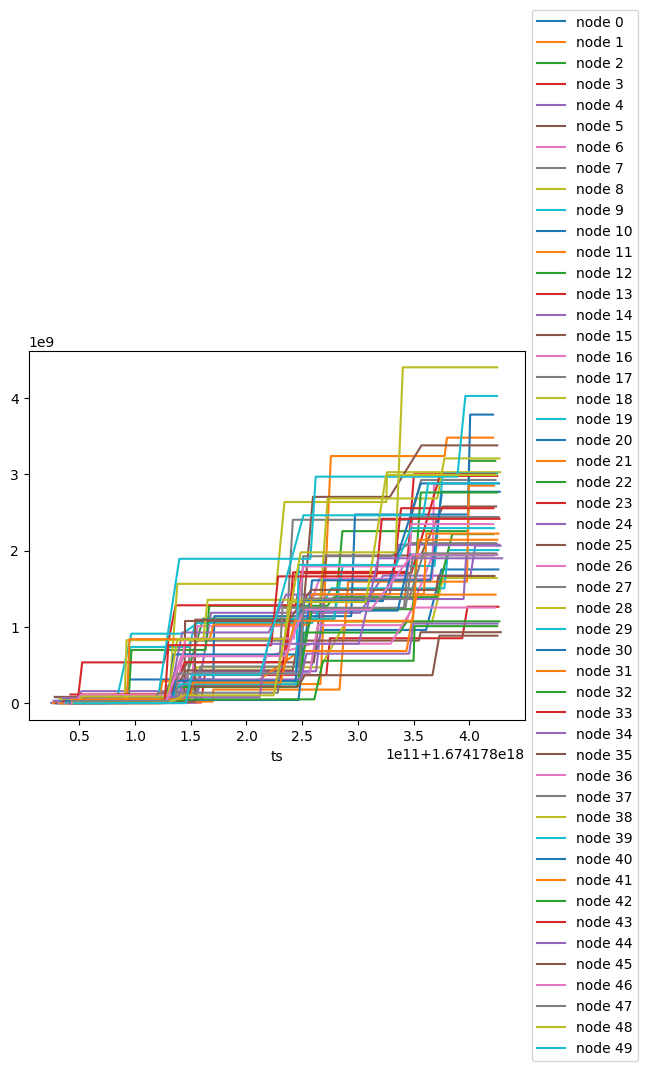 node 0
node 1
node 2
node 3
node 4
node 5
node 6
node 7
node 8
node 9
node 10
node 11
node 12
node 13
node 14
node 15
node 16
node 17
node 18
node 19
node 20
node 21
node 22
node 23
node 24
node 25
node 26
node 27
node 28
node 29
node 30
node 31
node 32
node 33
node 34
node 35
node 36
node 37
node 38
node 39
node 40
node 41
node 42
node 43
node 44
node 45
node 46
node 47
node 48
node 49
1e9
4
3
2
1
0
0.5 1.0 1.5 2.0 2.5 3.0 3.5 4.0
ts
1e11+1.674178e18